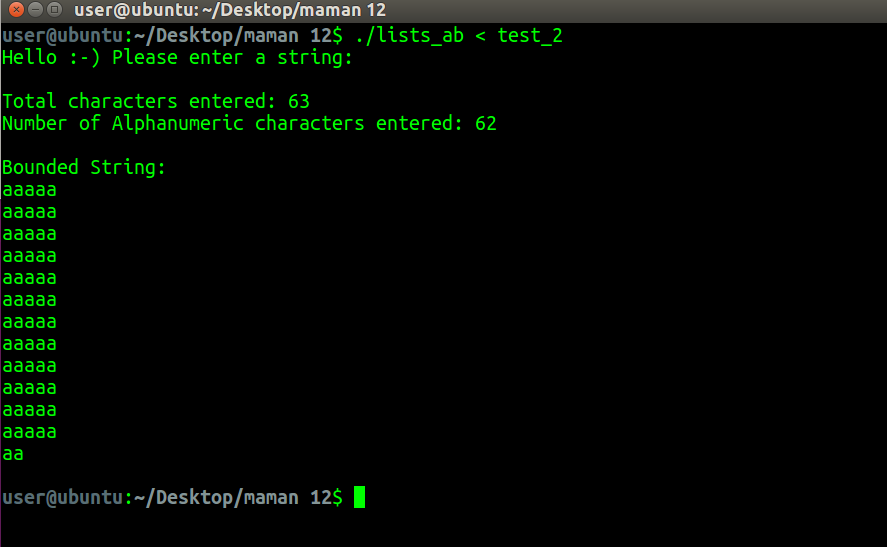 user@ubuntu: ~/Desktop/maman 12
user@ubuntu:~/Desktop/maman 12$ ./lists_ab < test_2
Hello :-) Please enter a string:
Total characters entered: 63
Number of Alphanumeric characters entered: 62
Bounded String:
aaaaa
aaaaa
aaaaa
aaaaa
aaaaa
aaaaa
aaaaa
aaaaa
aaaaa
aaaaa
aaaaa
aaaaa
aa
user@ubuntu:~/Desktop/maman 12$